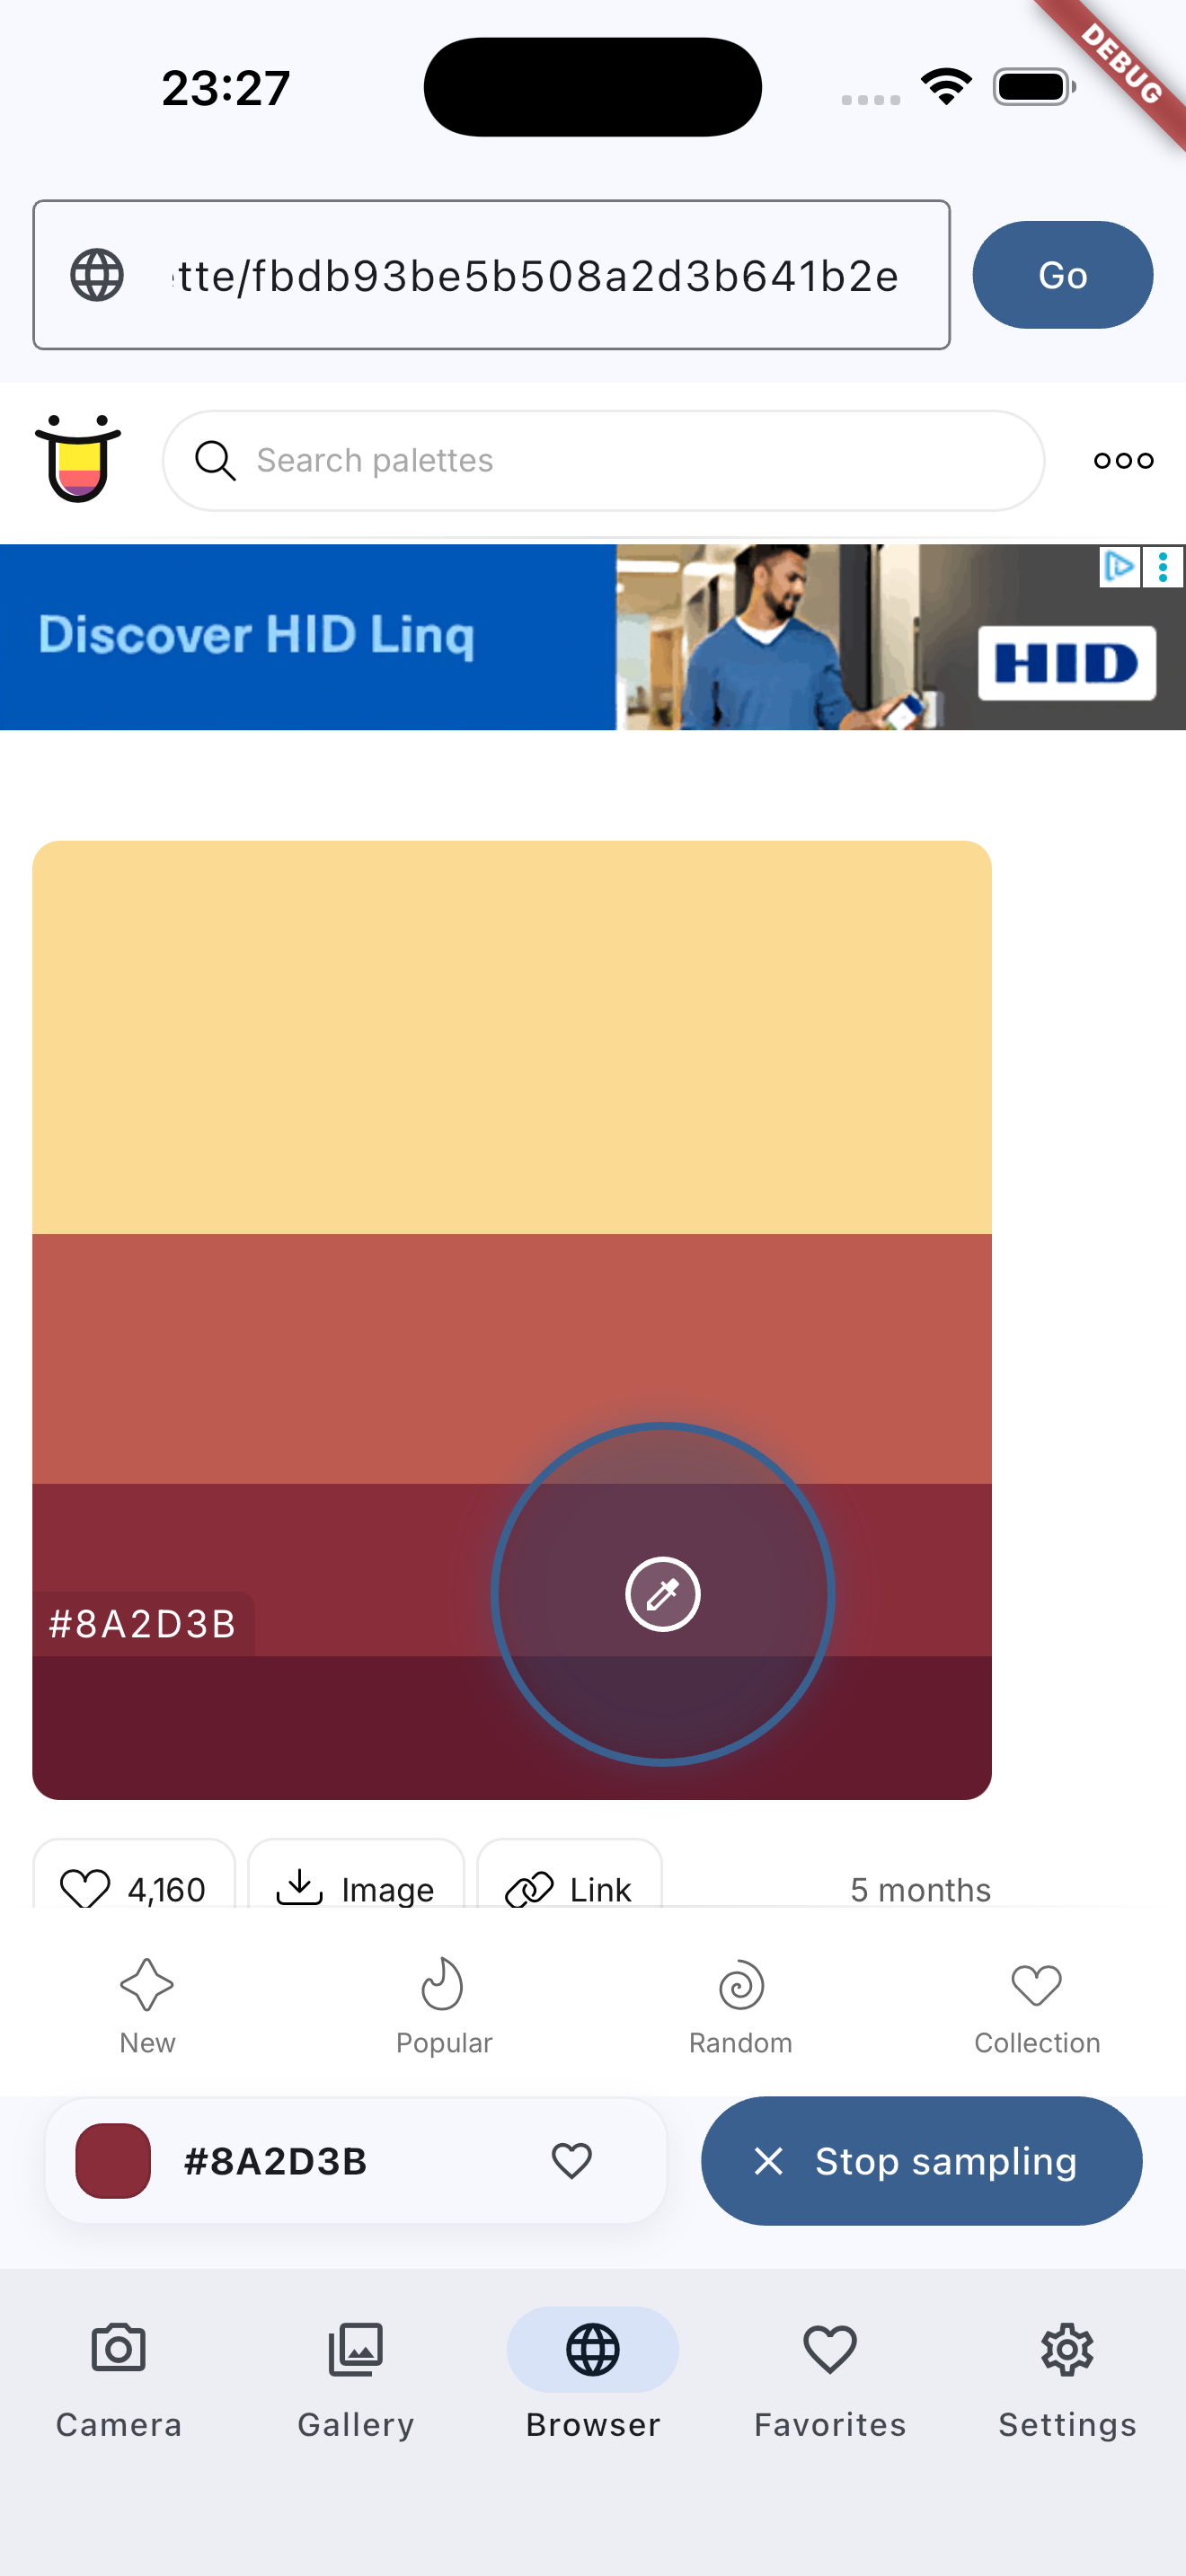 23:27
DEBUG
tte/fbdb93be5b508a2d3b641b2e
Go
Search palettes
Discover HID Linq
HID
#8A2D3B
4,160
Image
Link
5 months
New
Popular
Random
Collection
#8A2D3B
Stop sampling
Camera
Gallery
Browser
Favorites
Settings